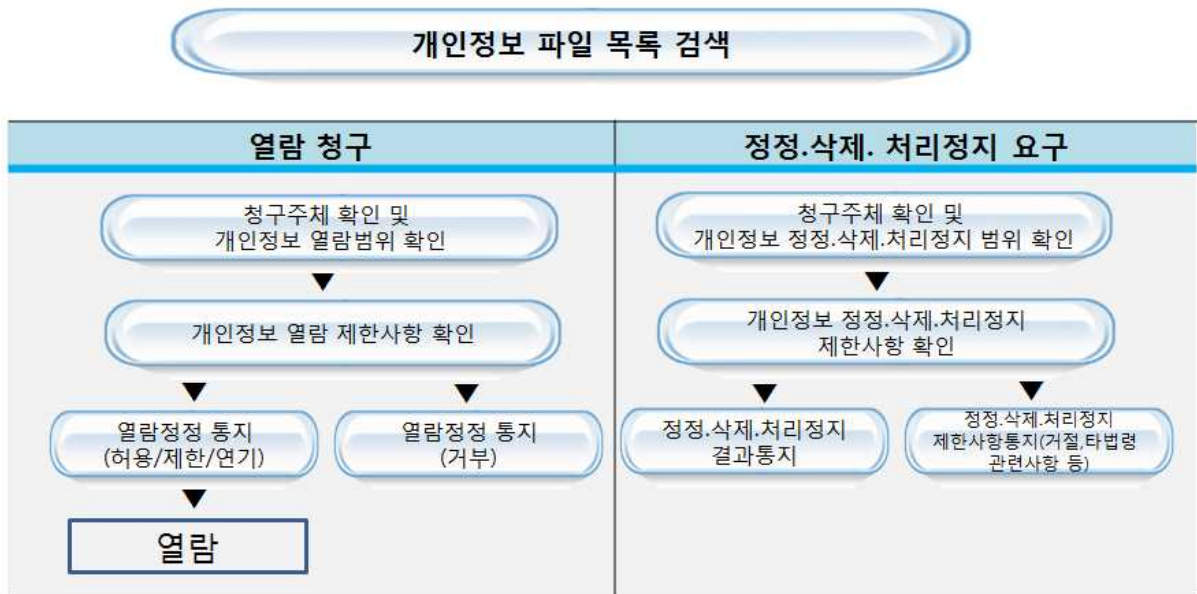 개인정보 파일 목록 검색
열람 청구
청구주체 확인 및
개인정보 열람범위 확인
▼
개인정보 열람 제한사항 확인
▼ ▼
열람정정 통지
(허용/제한/연기)
열람정정 통지
(거부)
▼
열람
정정.삭제. 처리정지 요구
청구주체 확인 및
개인정보 정정.삭제.처리정지 범위 확인
▼
개인정보 정정.삭제.처리정지
제한사항 확인
▼ ▼
정정.삭제.처리정지
결과통지
정정.삭제.처리정지
제한사항통지(거절,타법령
관련사항 등)